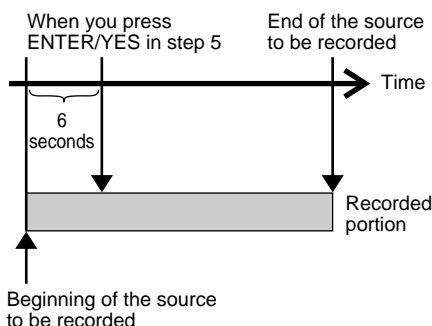 When you press
ENTER/YES in step 5
End of the source
to be recorded
Time
6
seconds
Recorded
portion
Beginning of the source
to be recorded